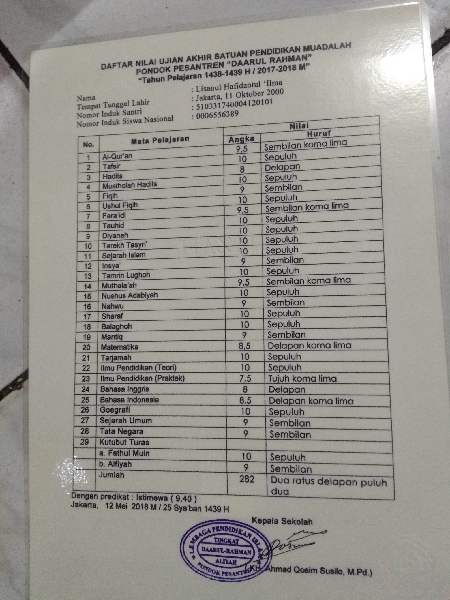 DAFTAR NILAI UJIAN AKHIR SATUAN PENDIDIKAN MUADALAH
PONDOK PESANTREN "DAARUL RAHMAN"
"Tahun Pelajaran 1438-1439 H / 2017-2018 M"
Nama : Lisanul Hafidzotul 'Ilma
Tempat Tanggal Lahir : Jakarta, 11 Oktober 2000
Nomor Induk Santri : 510031740004120101
Nomor Induk Siswa Nasional : 0006556389
No. Mata Pelajaran Nilai
Angka Huruf
1 Al-Qur'an 9,5 Sembilan koma lima
2 Tafsir 10 Sepuluh
3 Hadits 8 Delapan
4 Mustholah Hadits 10 Sepuluh
5 Fiqih 9 Sembilan
6 Ushul Fiqih 10 Sepuluh
7 Fara'idl 9,5 Sembilan koma lima
8 Tauhid 10 Sepuluh
9 Diyanah 10 Sepuluh
10 Tarekh Tasyri' 10 Sepuluh
11 Sejarah Islam 10 Sepuluh
12 Insya' 9 Sembilan
13 Tamrin Lughoh 10 Sepuluh
14 Muthola'ah 9,5 Sembilan koma lima
15 Nushus Adabiyah 10 Sepuluh
16 Nahwu 9 Sembilan
17 Sharaf 10 Sepuluh
18 Balaghoh 10 Sepuluh
19 Mantiq 9 Sembilan
20 Matematika 8,5 Delapan koma lima
21 Tarjamah 10 Sepuluh
22 Ilmu Pendidikan (Teori) 10 Sepuluh
23 Ilmu Pendidikan (Praktek) 7,5 Tujuh koma lima
24 Bahasa Inggris 8 Delapan
25 Bahasa Indonesia 8,5 Delapan koma lima
26 Goegrafi 10 Sepuluh
27 Sejarah Umum 9 Sembilan
28 Tata Negara 9 Sembilan
29 Kutubut Turas
a. Fathul Muin 10 Sepuluh
b. Alfiyah 9 Sembilan
Jumlah 282 Dua ratus delapan puluh dua
Dengan predikat : Istimewa ( 9,40 )
Jakarta, 12 Mei 2018 M / 25 Sya'ban 1439 H
Kepala Sekolah
LEMBAGA PENDIDIKAN ISLAM
TINGKAT
DAARUL-RAHMAN
ALIYAH
PONDOK PESANTREN
(KH. Ahmad Qosim Susilo, M.Pd.)